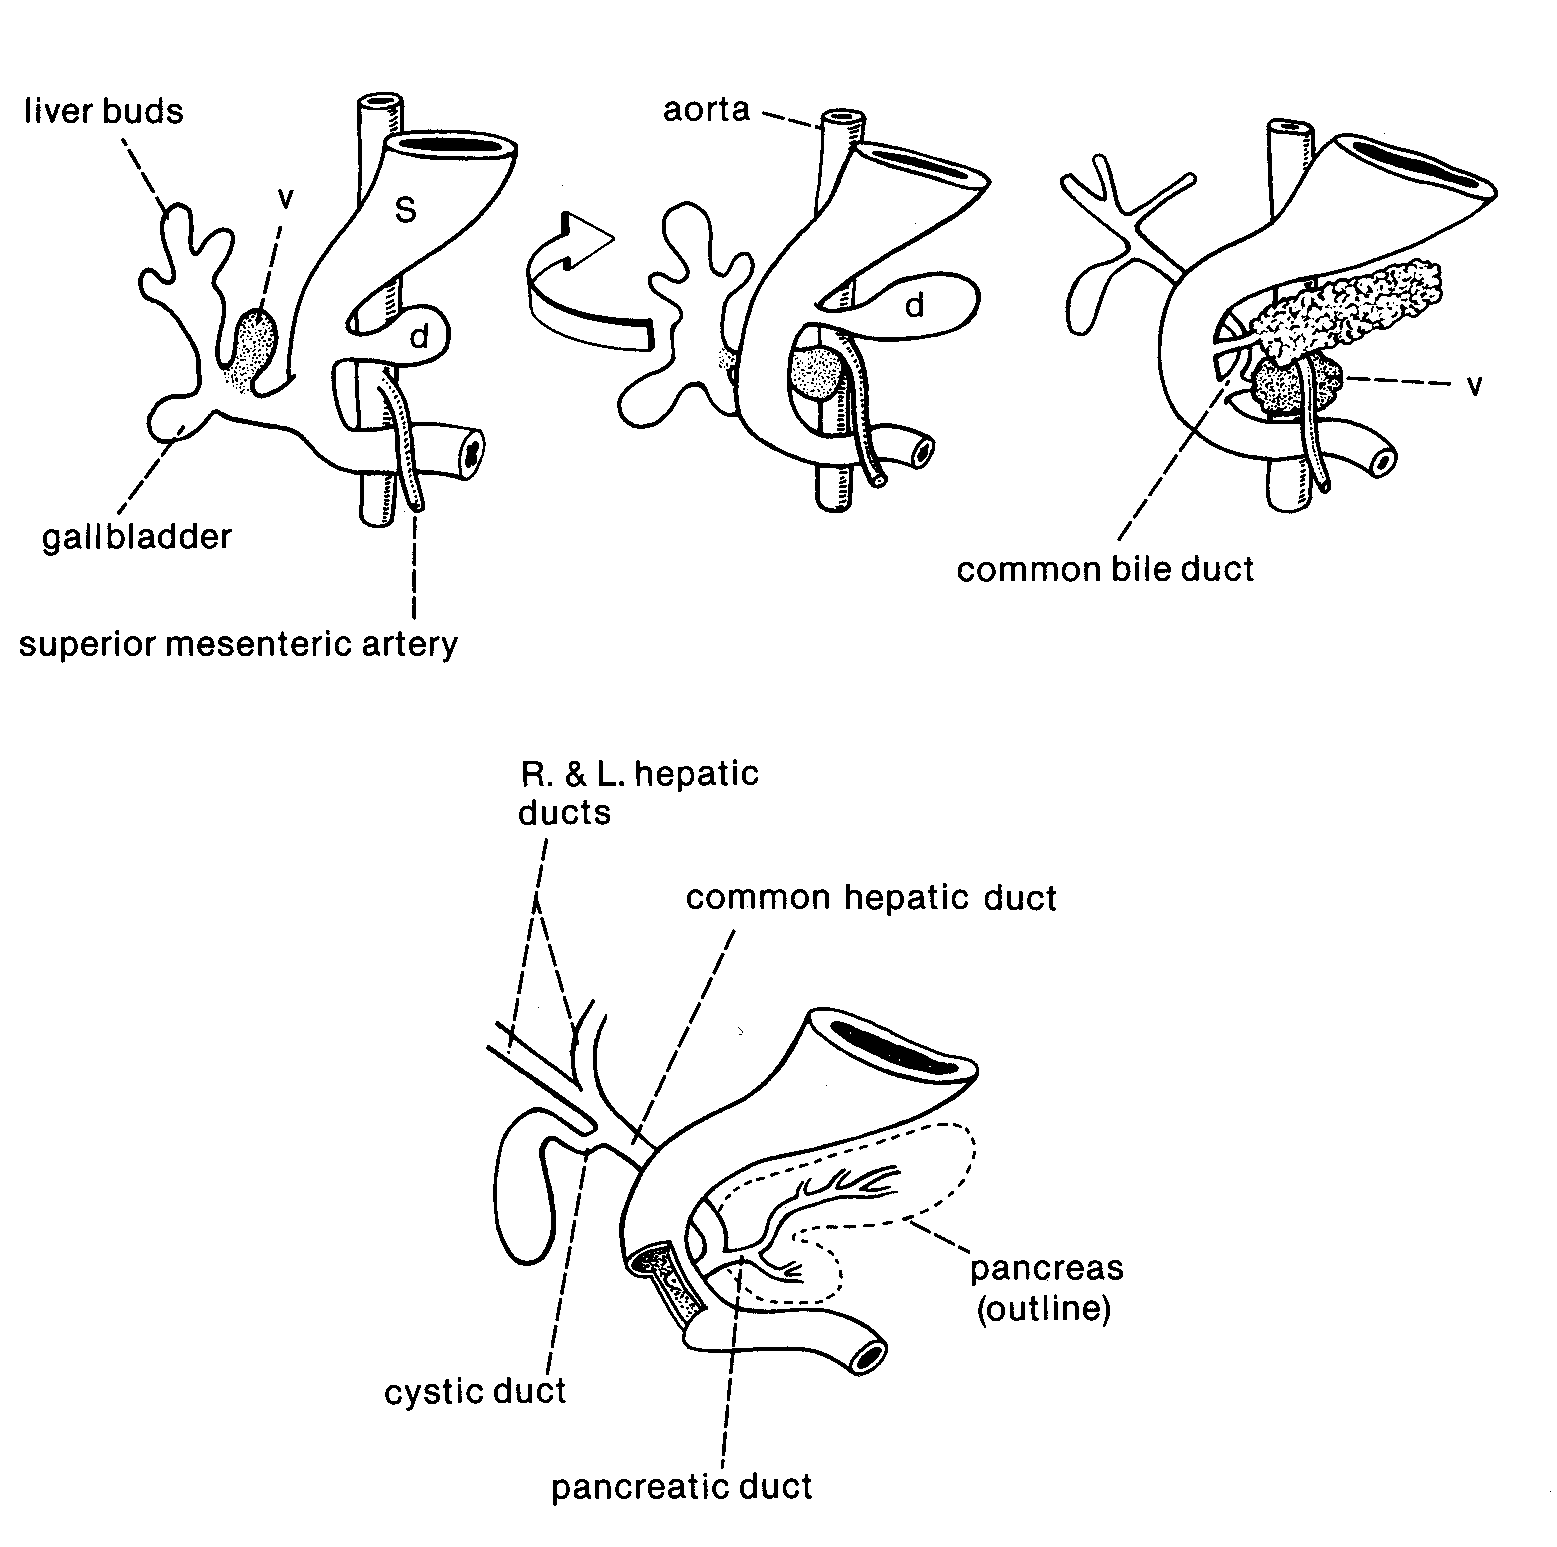 liver buds
v
S
d
gallbladder
superior mesenteric artery
aorta
d
v
common bile duct
R. & L. hepatic
ducts
common hepatic duct
pancreas
(outline)
cystic duct
pancreatic duct